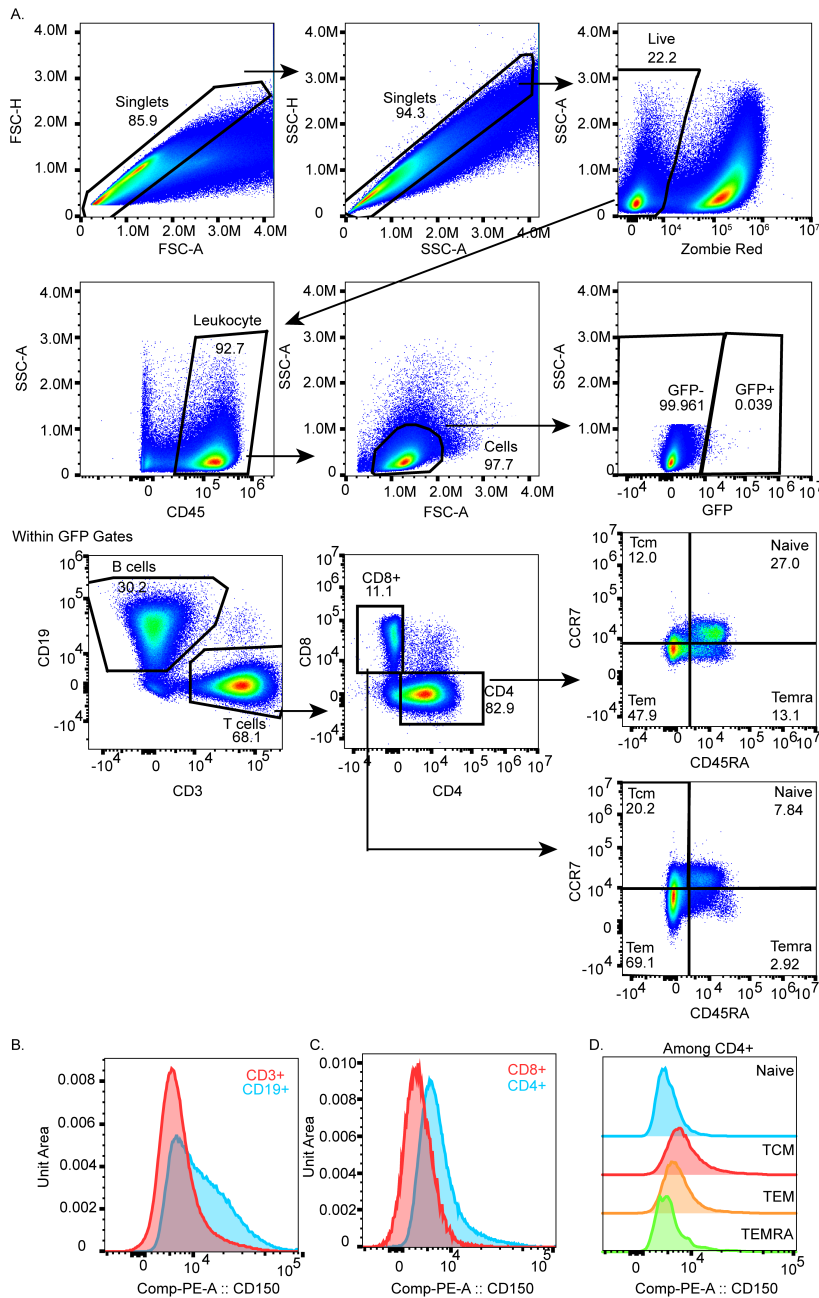 A.
4.0M
3.0M
2.0M
1.0M
0
FSC-H
Singlets
85.9
0
1.0M
2.0M
3.0M
4.0M
FSC-A
4.0M
3.0M
2.0M
1.0M
0
SSC-H
Singlets
94.3
0
1.0M
2.0M
3.0M
4.0M
SSC-A
4.0M
3.0M
2.0M
1.0M
0
SSC-A
Live
22.2
0
10^4
10^5
10^6
10^7
Zombie Red
4.0M
3.0M
2.0M
1.0M
0
SSC-A
Leukocyte
92.7
0
10^5
10^6
CD45
4.0M
3.0M
2.0M
1.0M
0
SSC-A
Cells
97.7
0
1.0M
2.0M
3.0M
4.0M
FSC-A
4.0M
3.0M
2.0M
1.0M
0
SSC-A
GFP-
99.961
GFP+
0.039
-10^4
0
10^4
10^5
10^6
10^7
GFP
Within GFP Gates
10^6
10^5
10^4
0
-10^4
CD19
B cells
30.2
T cells
68.1
-10^4
0
10^4
10^5
CD3
10^7
10^6
10^5
10^4
0
-10^4
CD8
CD8+
11.1
CD4
82.9
-10^4
0
10^4
10^5
10^6
10^7
CD4
10^7
10^6
10^5
10^4
0
-10^4
CCR7
Tcm
12.0
Naive
27.0
Tem
47.9
Temra
13.1
-10^4
0
10^4
10^5
10^6
10^7
CD45RA
10^7
10^6
10^5
10^4
0
-10^4
CCR7
Tcm
20.2
Naive
7.84
Tem
69.1
Temra
2.92
-10^4
0
10^4
10^5
10^6
10^7
CD45RA
B.
0.008
0.006
0.004
0.002
0
Unit Area
CD3+
CD19+
0
10^4
10^5
Comp-PE-A :: CD150
C.
0.010
0.008
0.006
0.004
0.002
0
Unit Area
CD8+
CD4+
0
10^4
10^5
Comp-PE-A :: CD150
D.
Among CD4+
Naive
TCM
TEM
TEMRA
0
10^4
10^5
Comp-PE-A :: CD150